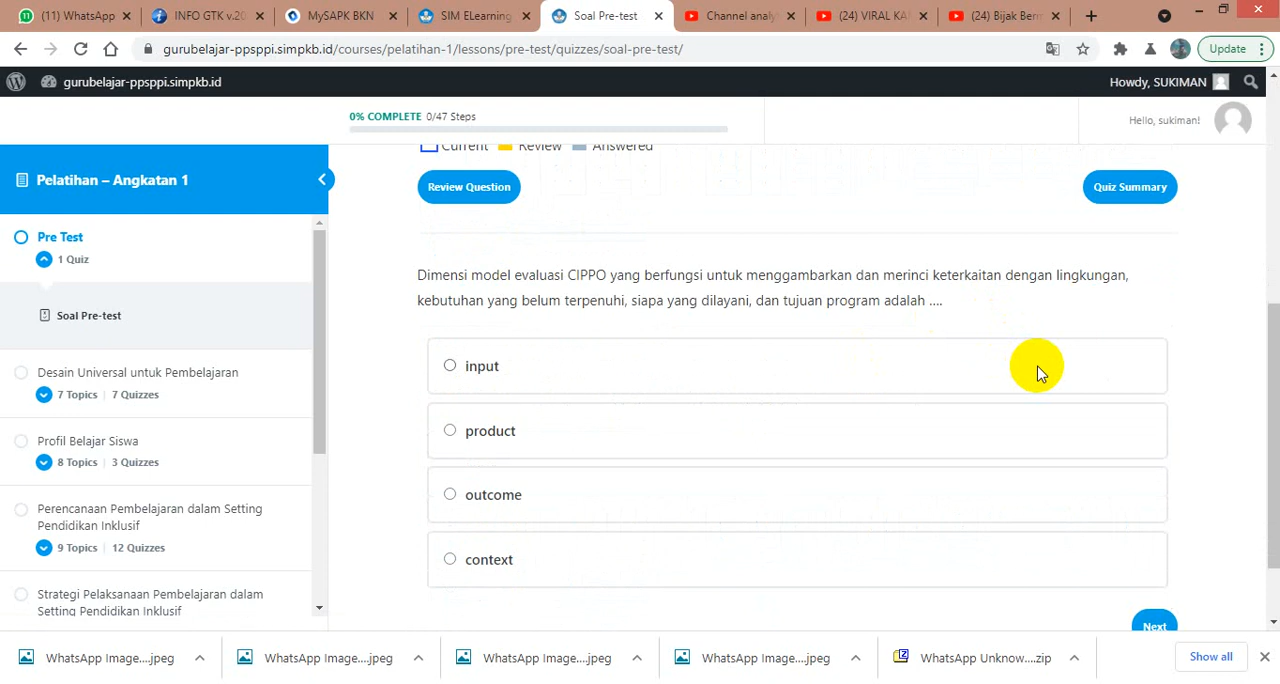 (11) WhatsApp
INFO GTK v.20
MySAPK BKN
SIM ELearning
Soal Pre-test
Channel analy
(24) VIRAL KA
(24) Bijak Berm
gurubelajar-ppsppi.simpkb.id/courses/pelatihan-1/lessons/pre-test/quizzes/soal-pre-test/
Update
gurubelajar-ppsppi.simpkb.id
Howdy, SUKIMAN
0% COMPLETE 0/47 Steps
Hello, sukiman!
Pelatihan – Angkatan 1
Pre Test
1 Quiz
Soal Pre-test
Desain Universal untuk Pembelajaran
7 Topics | 7 Quizzes
Profil Belajar Siswa
8 Topics | 3 Quizzes
Perencanaan Pembelajaran dalam Setting
Pendidikan Inklusif
9 Topics | 12 Quizzes
Strategi Pelaksanaan Pembelajaran dalam
Setting Pendidikan Inklusif
Current Review Answered
Review Question
Quiz Summary
Dimensi model evaluasi CIPPO yang berfungsi untuk menggambarkan dan merinci keterkaitan dengan lingkungan,
kebutuhan yang belum terpenuhi, siapa yang dilayani, dan tujuan program adalah ....
input
product
outcome
context
Next
WhatsApp Image....jpeg
WhatsApp Image....jpeg
WhatsApp Image....jpeg
WhatsApp Image....jpeg
WhatsApp Unknow....zip
Show all